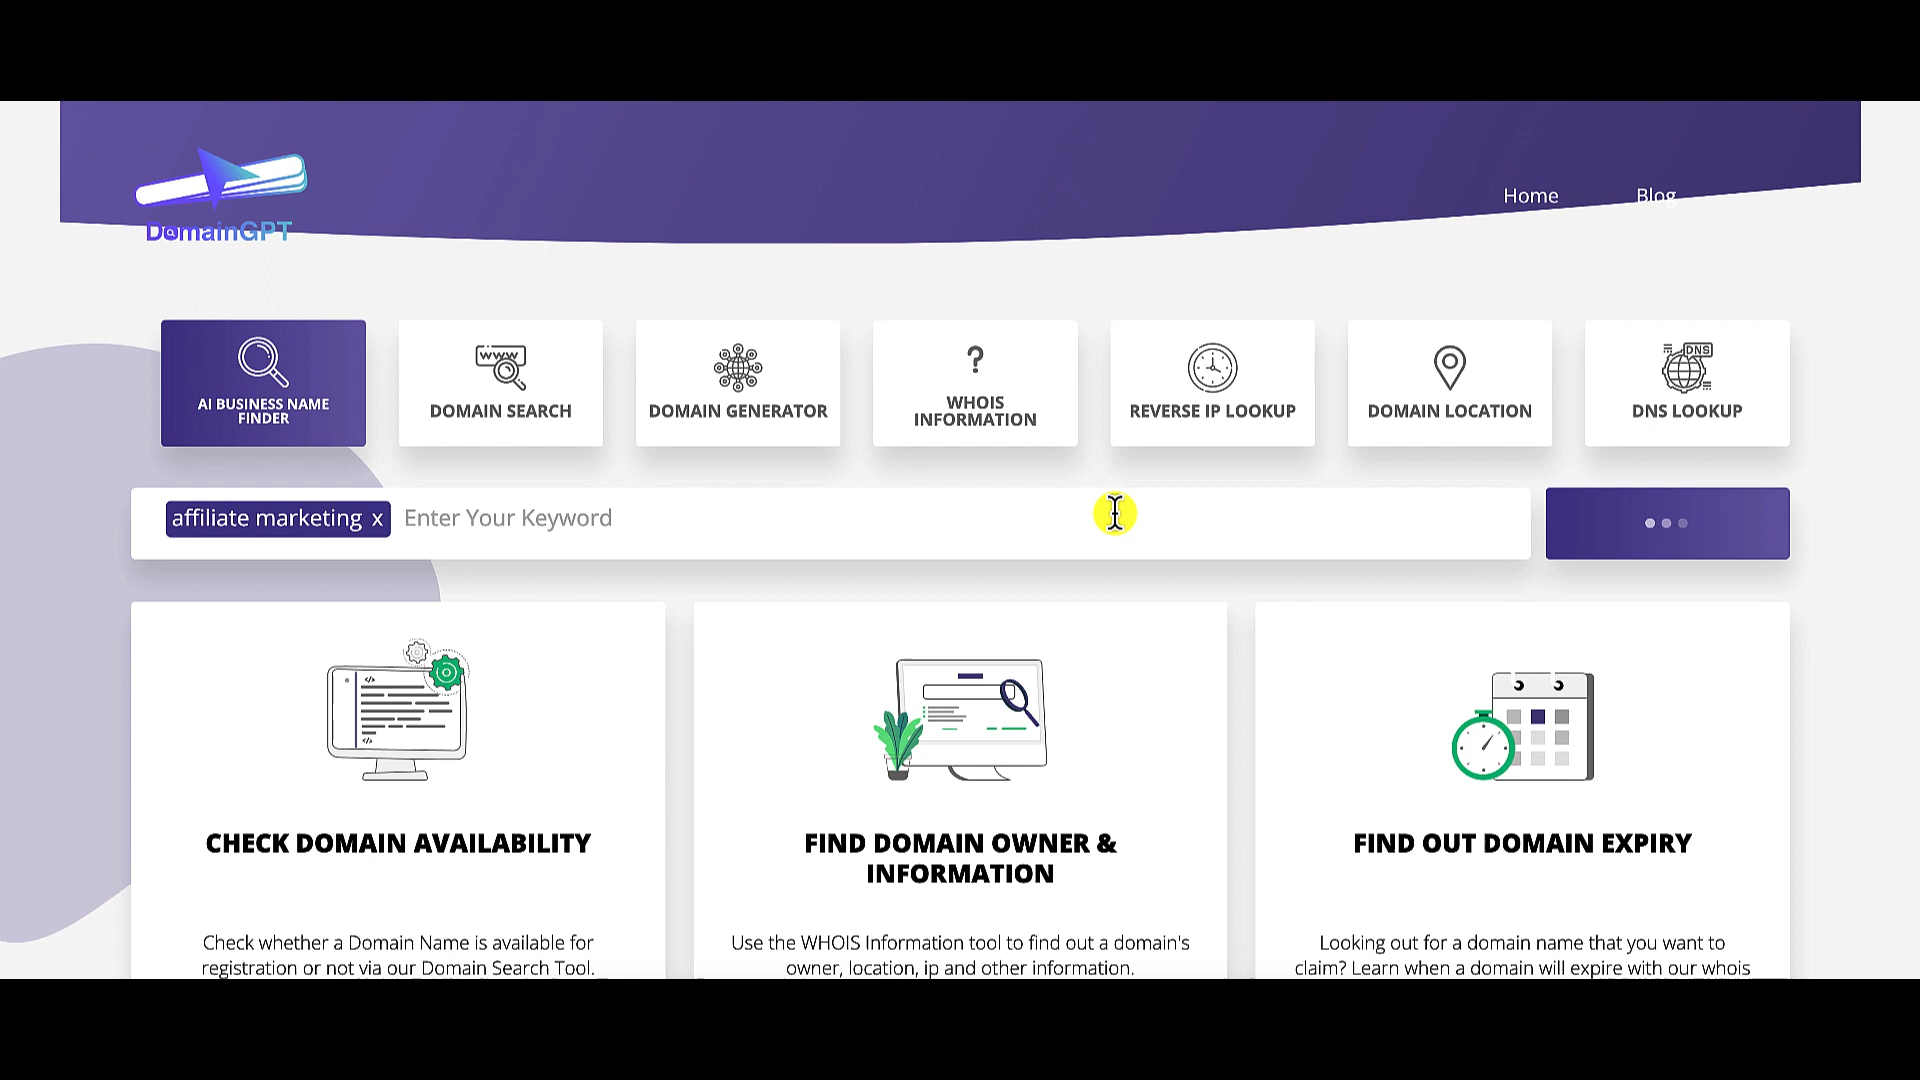 DomainGPT
Home
Blog
AI BUSINESS NAME
FINDER
WWW
DOMAIN SEARCH
DOMAIN GENERATOR
?
WHOIS
INFORMATION
REVERSE IP LOOKUP
DOMAIN LOCATION
DNS
DNS LOOKUP
affiliate marketing x
Enter Your Keyword
CHECK DOMAIN AVAILABILITY
Check whether a Domain Name is available for
registration or not via our Domain Search Tool.
FIND DOMAIN OWNER &
INFORMATION
Use the WHOIS Information tool to find out a domain's
owner, location, ip and other information.
FIND OUT DOMAIN EXPIRY
Looking out for a domain name that you want to
claim? Learn when a domain will expire with our whois